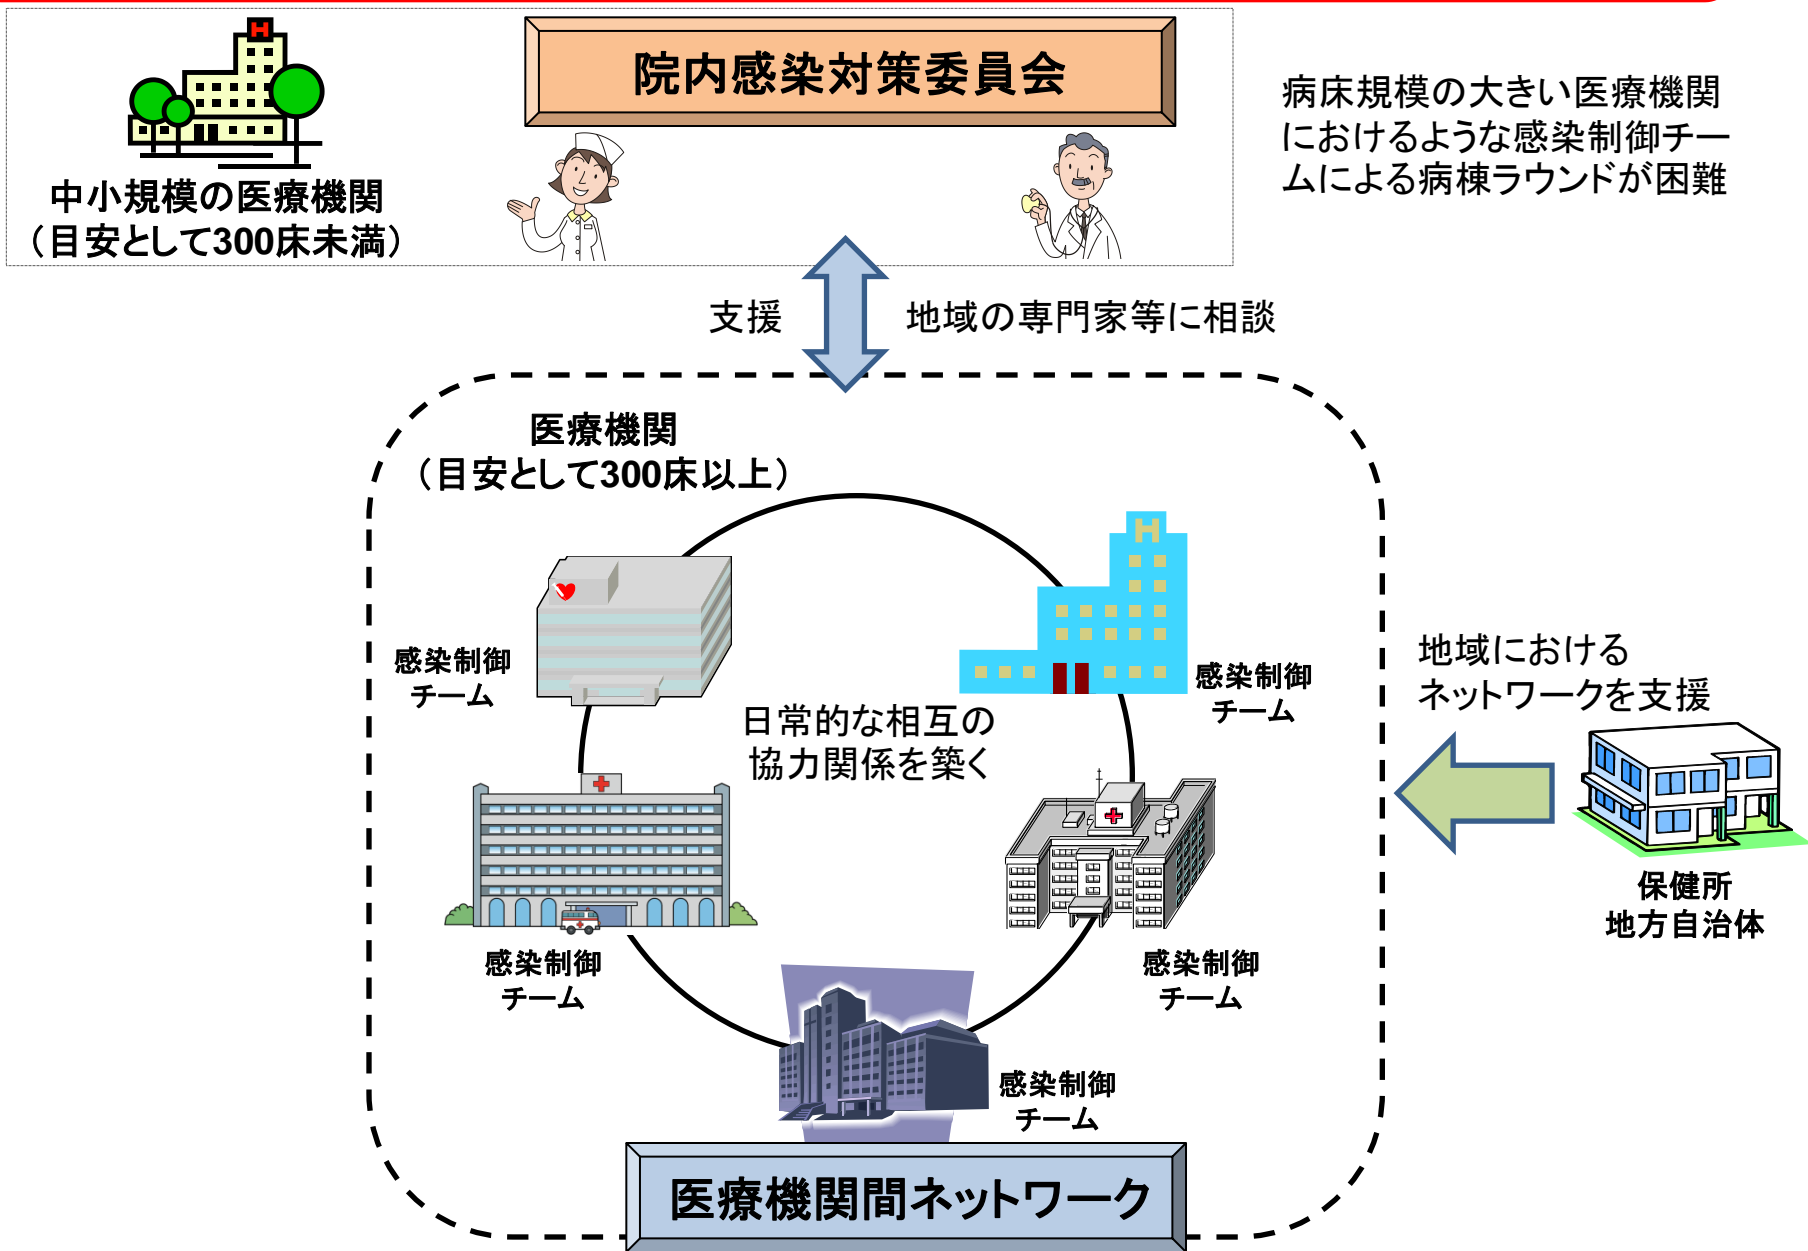 院内感染対策委員会
中小規模の医療機関
（目安として300床未満）
病床規模の大きい医療機関
におけるような感染制御チー
ムによる病棟ラウンドが困難
支援
地域の専門家等に相談
医療機関
（目安として300床以上）
感染制御
チーム
感染制御
チーム
日常的な相互の
協力関係を築く
感染制御
チーム
感染制御
チーム
感染制御
チーム
医療機関間ネットワーク
地域における
ネットワークを支援
保健所
地方自治体